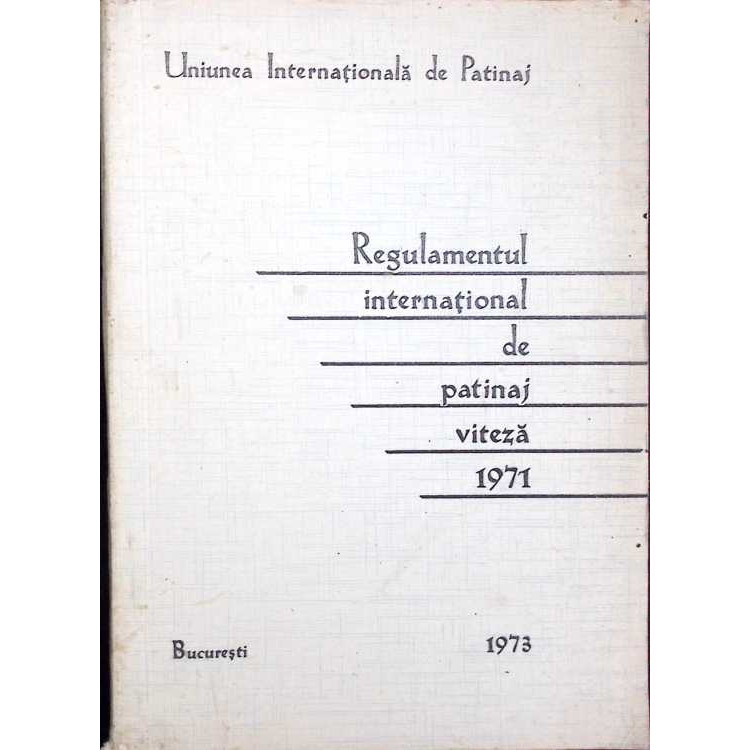 Uniunea Internațională de Patinaj
Regulamentul
internațional
de
patinaj
viteză
1971
București 1973